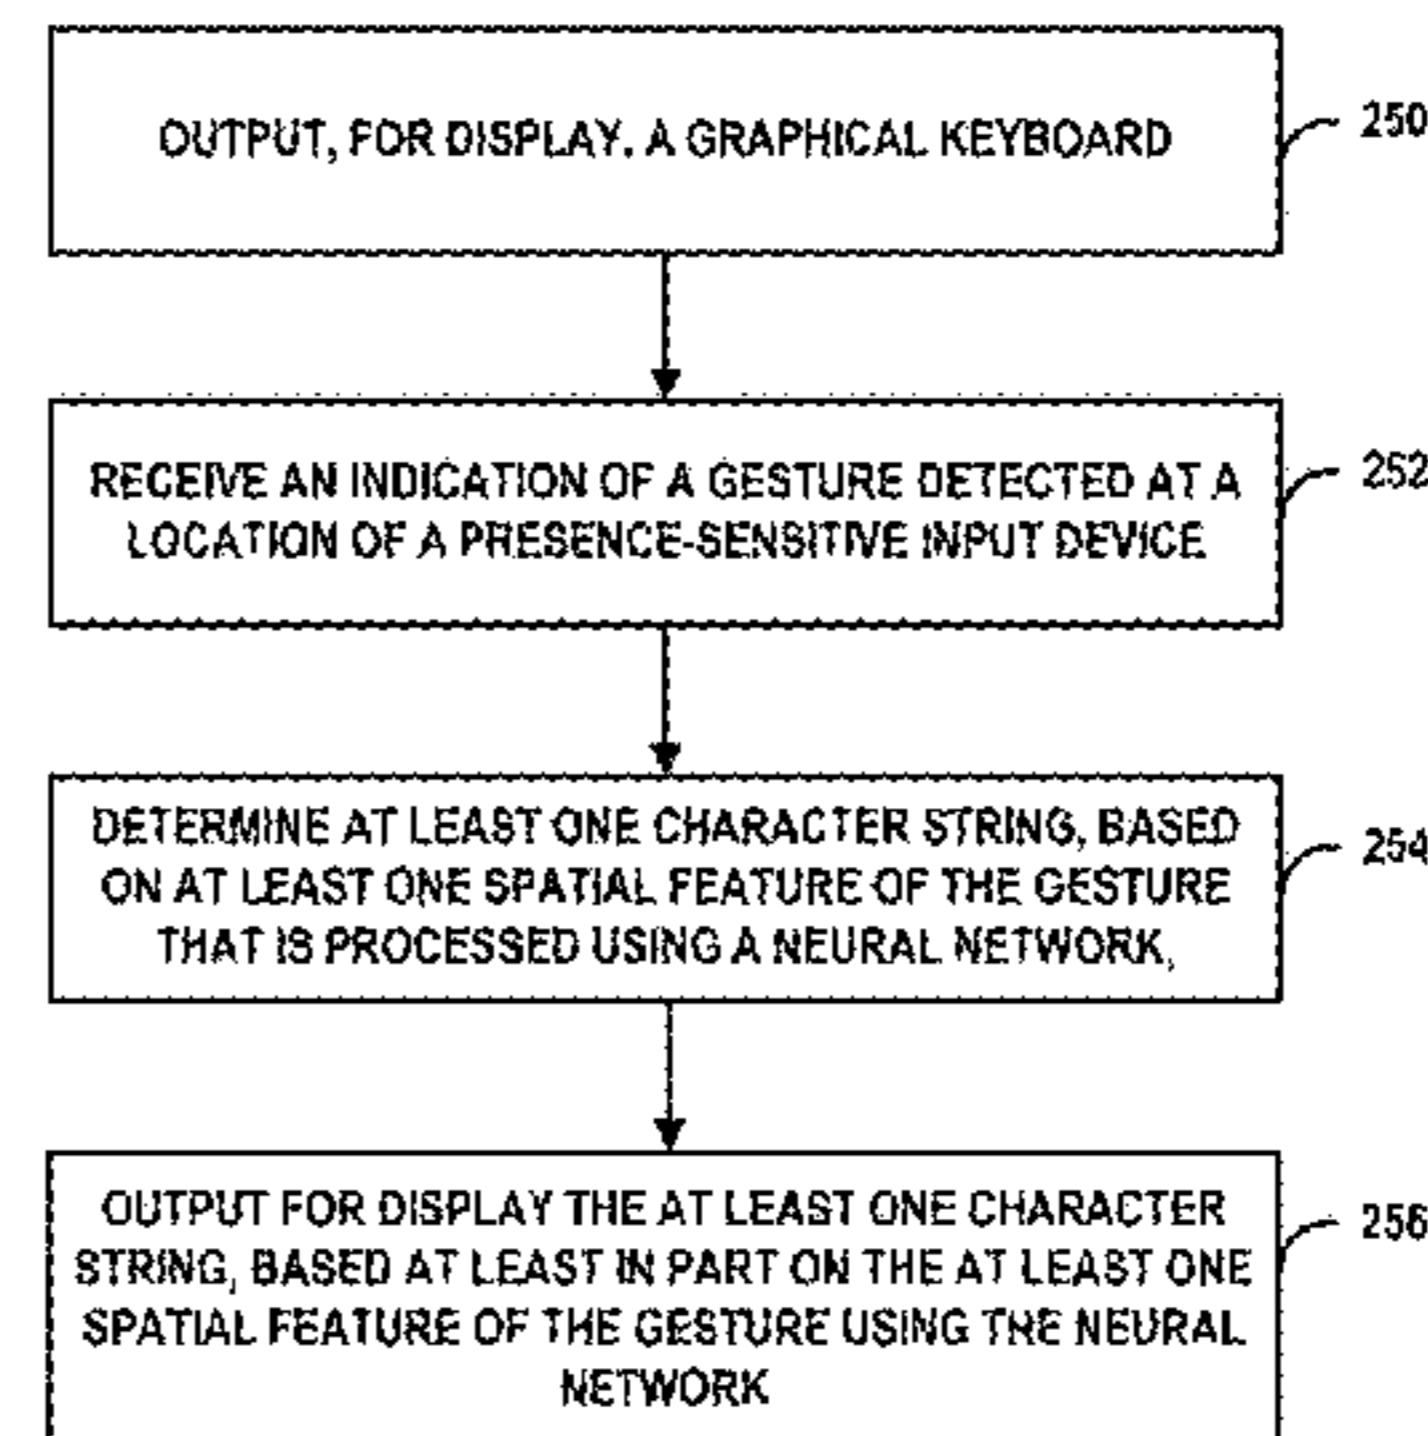 OUTPUT, FOR DISPLAY. A GRAPHICAL KEYBOARD
250
RECEIVE AN INDICATION OF A GESTURE DETECTED AT A
LOCATION OF A PRESENCE-SENSITIVE INPUT DEVICE
252
DETERMINE AT LEAST ONE CHARACTER STRING, BASED
ON AT LEAST ONE SPATIAL FEATURE OF THE GESTURE
THAT IS PROCESSED USING A NEURAL NETWORK,
254
OUTPUT FOR DISPLAY THE AT LEAST ONE CHARACTER
STRING, BASED AT LEAST IN PART ON THE AT LEAST ONE
SPATIAL FEATURE OF THE GESTURE USING THE NEURAL
NETWORK
256